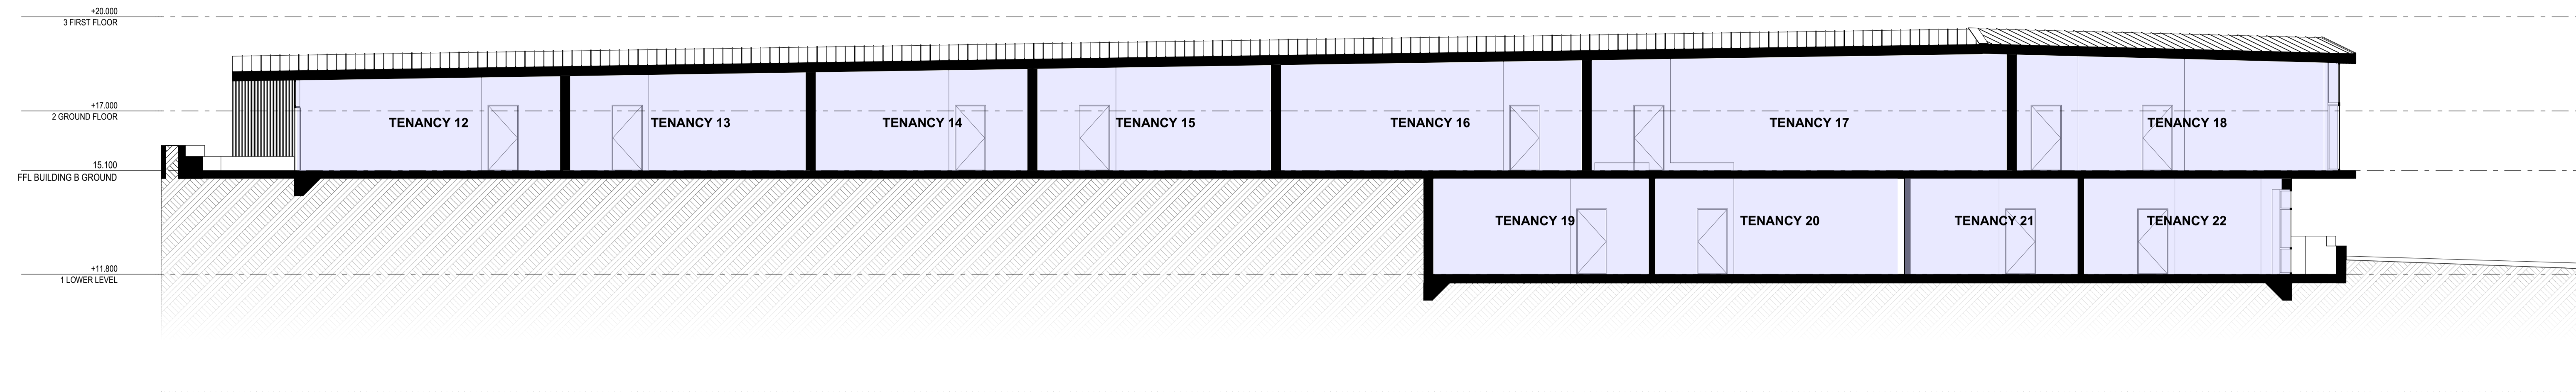 +20.000
3 FIRST FLOOR
+17.000
2 GROUND FLOOR
TENANCY 12
TENANCY 13
TENANCY 14
TENANCY 15
TENANCY 16
TENANCY 17
TENANCY 18
15.100
FFL BUILDING B GROUND
TENANCY 19
TENANCY 20
TENANCY 21
TENANCY 22
+11.800
1 LOWER LEVEL